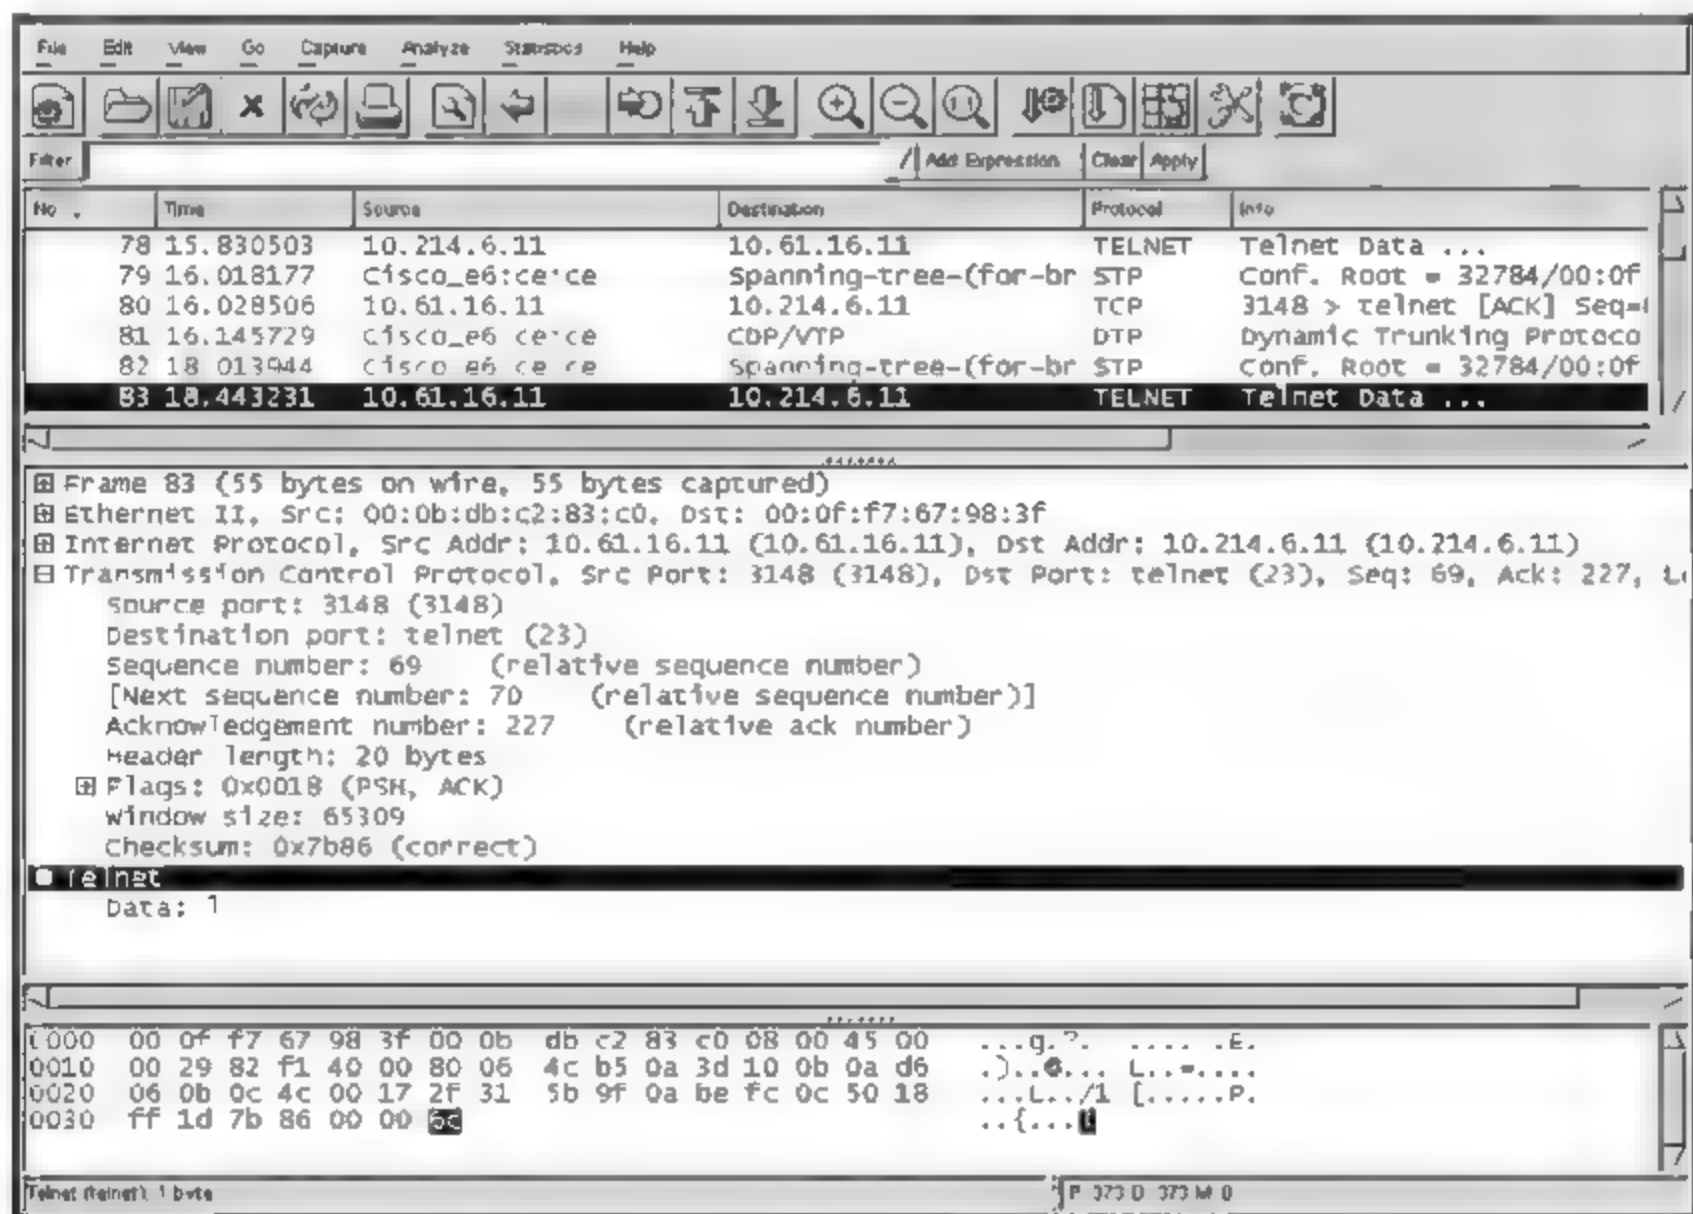 File Edit View Go Capture Analyze Statistics Help
Filter / Add Expression Clear Apply
No . Time Source Destination Protocol Info
78 15.830503 10.214.6.11 10.61.16.11 TELNET Telnet Data ...
79 16.018177 Cisco_e6:ce:ce Spanning-tree-(for-br STP Conf. Root = 32784/00:0f
80 16.028506 10.61.16.11 10.214.6.11 TCP 3148 > telnet [ACK] Seq=
81 16.145729 Cisco_e6 ce:ce CDP/VTP DTP Dynamic Trunking Protoco
82 18.013944 Cisco_e6 ce ce Spanning-tree-(for-br STP Conf. Root = 32784/00:0f
83 18.443231 10.61.16.11 10.214.6.11 TELNET Telnet Data ...
Frame 83 (55 bytes on wire, 55 bytes captured)
Ethernet II, Src: 00:0b:db:c2:83:c0, Dst: 00:0f:f7:67:98:3f
Internet Protocol, Src Addr: 10.61.16.11 (10.61.16.11), Dst Addr: 10.214.6.11 (10.214.6.11)
Transmission Control Protocol, Src Port: 3148 (3148), Dst Port: telnet (23), Seq: 69, Ack: 227, L
Source port: 3148 (3148)
Destination port: telnet (23)
Sequence number: 69 (relative sequence number)
[Next sequence number: 70 (relative sequence number)]
Acknowledgement number: 227 (relative ack number)
Header length: 20 bytes
Flags: 0x0018 (PSH, ACK)
Window size: 65309
Checksum: 0x7b86 (correct)
Telnet
Data: l
0000 00 0f f7 67 98 3f 00 0b db c2 83 c0 08 00 45 00 ...g.?. ..... .E.
0010 00 29 82 f1 40 00 80 06 4c b5 0a 3d 10 0b 0a d6 .)..@... L..=....
0020 06 0b 0c 4c 00 17 2f 31 5b 9f 0a be fc 0c 50 18 ...L../1 [.....P.
0030 ff 1d 7b 86 00 00 6c ..{...l
Telnet (telnet), 1 byte P: 373 D: 373 M: 0